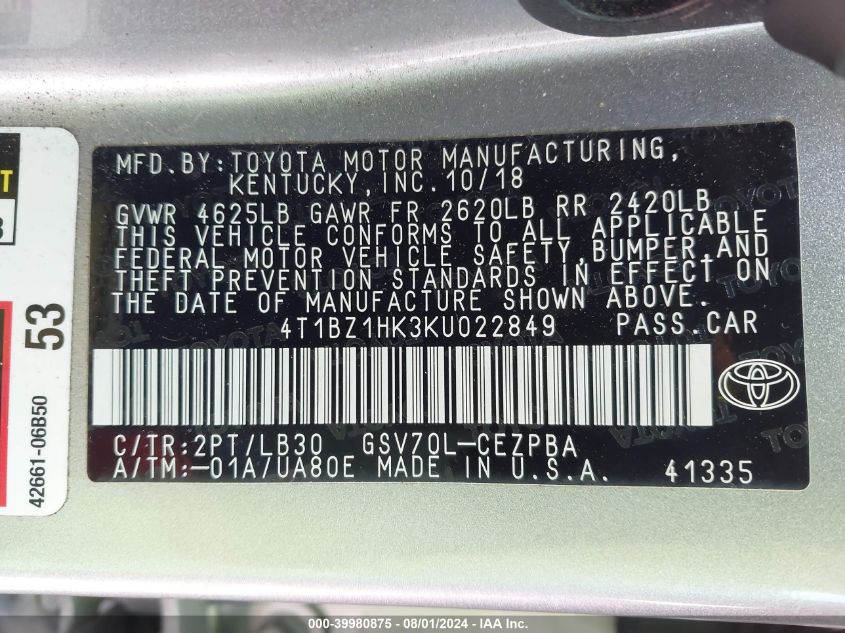 MFD.BY:TOYOTA MOTOR MANUFACTURING,
KENTUCKY,INC.10/18
GVWR 4625LB GAWR FR 2620LB RR 2420LB
THIS VEHICLE CONFORMS TO ALL APPLICABLE
FEDERAL MOTOR VEHICLE SAFETY,BUMPER,AND
THEFT PREVENTION STANDARDS IN EFFECT ON
THE DATE OF MANUFACTURE SHOWN ABOVE.
4T1BZ1HK3KU022849 PASS.CAR
C/TR:2PT/LB30 GSV70L-CEZPBA
A/TM:-01A/UA80E MADE IN U.S.A. 41335
53
42661-06B50
000-39980875 - 08/01/2024 - IAAI.com